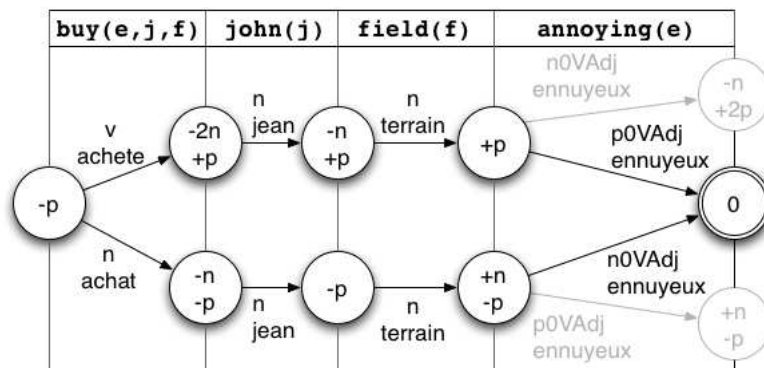 buy(e,j,f) john(j) field(f) annoying(e)
n0VAdj
ennuyeux
-n
+2p
v
achete
-2n
+p
n
jean
-n
+p
n
terrain
+p
p0VAdj
ennuyeux
-p
0
n
achat
-n
-p
n
jean
-p
n
terrain
+n
-p
n0VAdj
ennuyeux
p0VAdj
ennuyeux
+n
-p